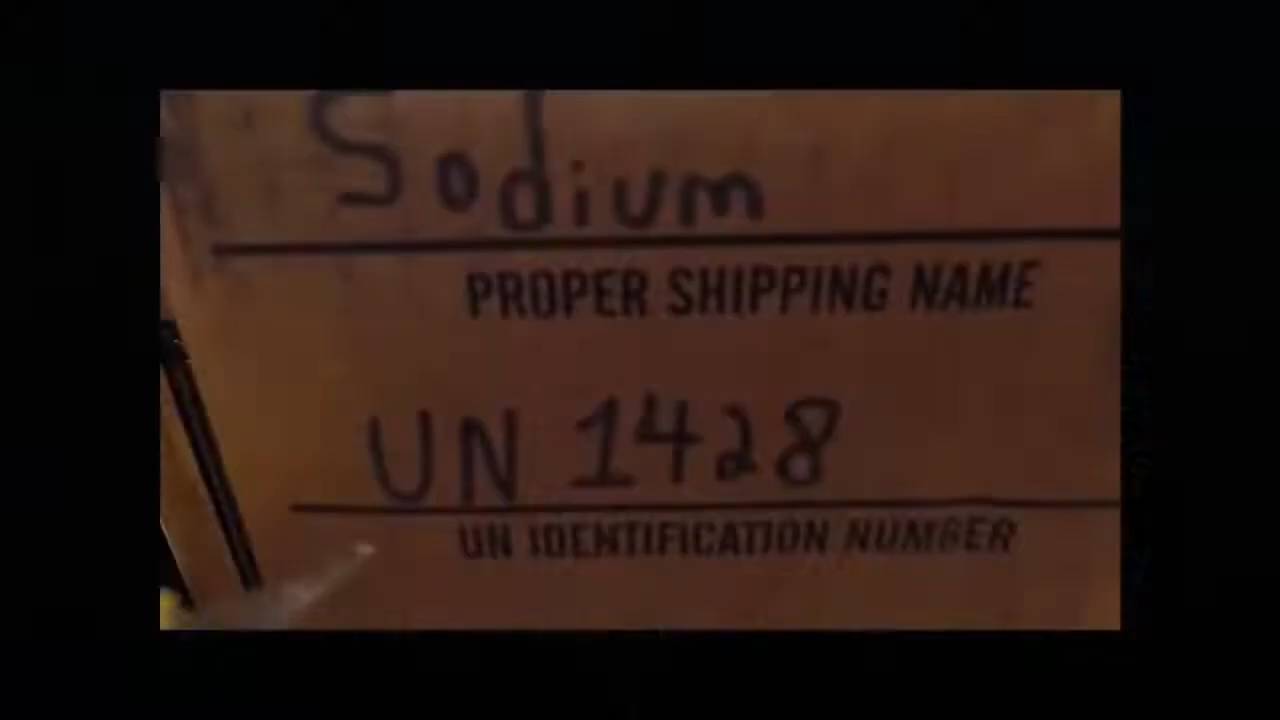 Sodium
PROPER SHIPPING NAME
UN 1428
UN IDENTIFICATION NUMBER